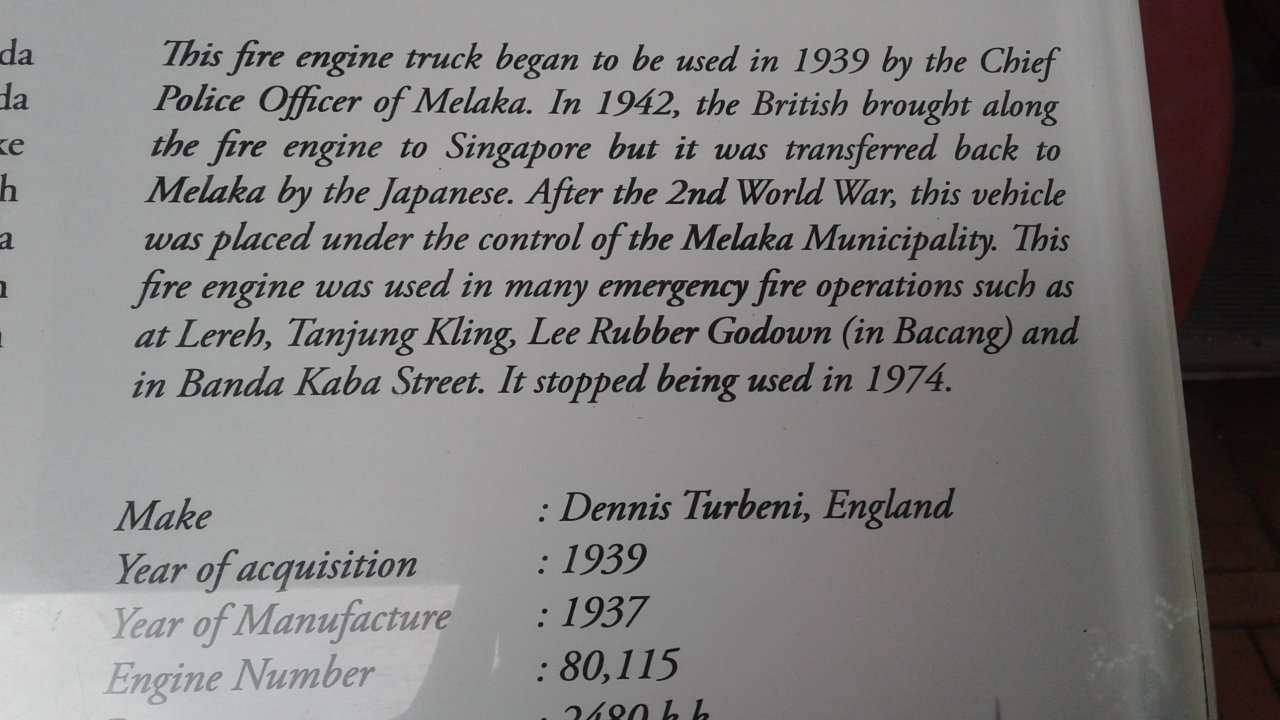 da
da
ke
h
a
n
This fire engine truck began to be used in 1939 by the Chief
Police Officer of Melaka. In 1942, the British brought along
the fire engine to Singapore but it was transferred back to
Melaka by the Japanese. After the 2nd World War, this vehicle
was placed under the control of the Melaka Municipality. This
fire engine was used in many emergency fire operations such as
at Lereh, Tanjung Kling, Lee Rubber Godown (in Bacang) and
in Banda Kaba Street. It stopped being used in 1974.
Make : Dennis Turbeni, England
Year of acquisition : 1939
Year of Manufacture : 1937
Engine Number : 80,115